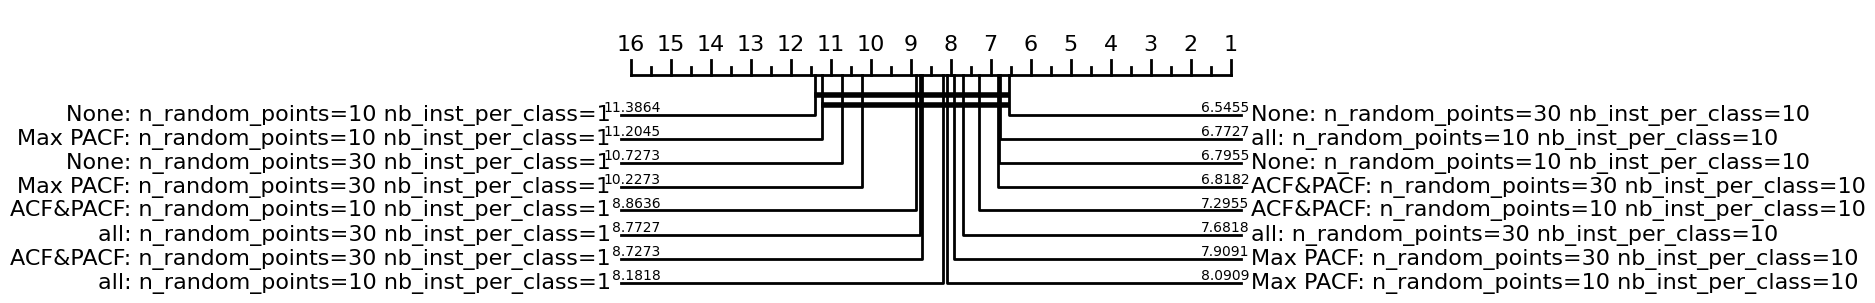 16 15 14 13 12 11 10 9 8 7 6 5 4 3 2 1
None: n_random_points=10 nb_inst_per_class=1 11.3864 6.5455 None: n_random_points=30 nb_inst_per_class=10
Max PACF: n_random_points=10 nb_inst_per_class=1 11.2045 6.7727 all: n_random_points=10 nb_inst_per_class=10
None: n_random_points=30 nb_inst_per_class=1 10.7273 6.7955 None: n_random_points=10 nb_inst_per_class=10
Max PACF: n_random_points=30 nb_inst_per_class=1 10.2273 6.8182 ACF&PACF: n_random_points=30 nb_inst_per_class=10
ACF&PACF: n_random_points=10 nb_inst_per_class=1 8.8636 7.2955 ACF&PACF: n_random_points=10 nb_inst_per_class=10
all: n_random_points=30 nb_inst_per_class=1 8.7727 7.6818 all: n_random_points=30 nb_inst_per_class=10
ACF&PACF: n_random_points=30 nb_inst_per_class=1 8.7273 7.9091 Max PACF: n_random_points=30 nb_inst_per_class=10
all: n_random_points=10 nb_inst_per_class=1 8.1818 8.0909 Max PACF: n_random_points=10 nb_inst_per_class=10